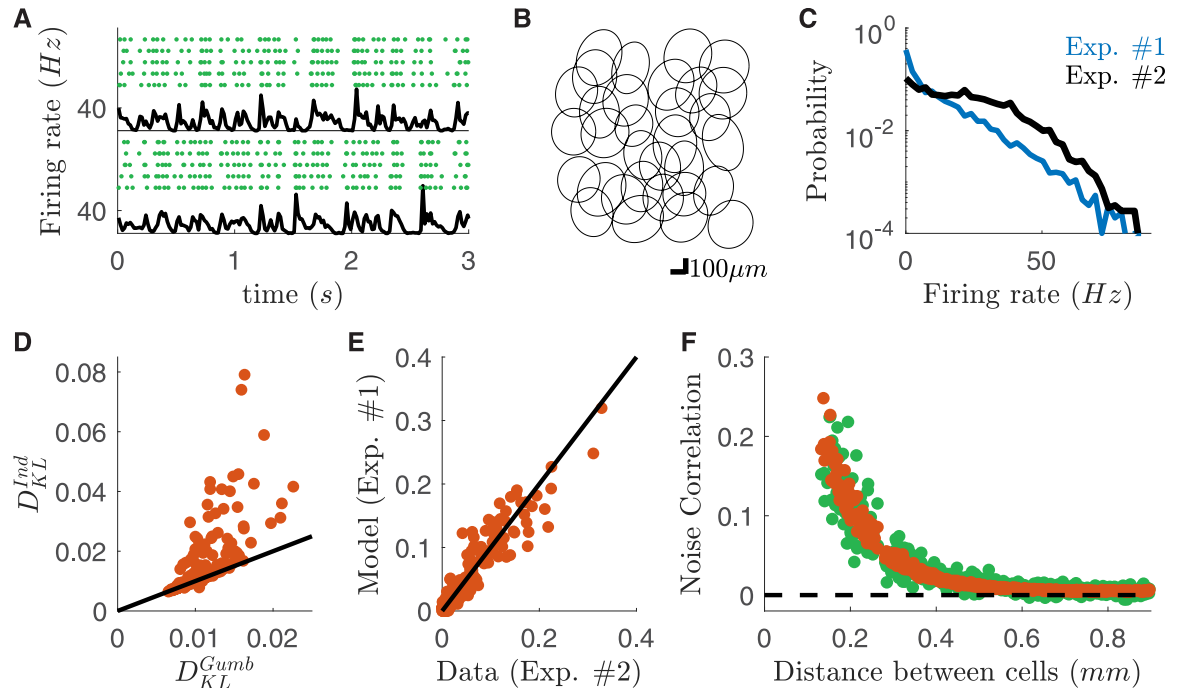 A
Firing rate (Hz)
40
40
0
1
2
3
time (s)
B
100μm
C
Probability
10^0
10^-2
10^-4
Exp. #1
Exp. #2
0
50
Firing rate (Hz)
D
D_KL^Ind
0.08
0.06
0.04
0.02
0
0
0.01
0.02
D_KL^Gumb
E
Model (Exp. #1)
0.4
0.3
0.2
0.1
0
0
0.2
0.4
Data (Exp. #2)
F
Noise Correlation
0.3
0.2
0.1
0
0
0.2
0.4
0.6
0.8
Distance between cells (mm)